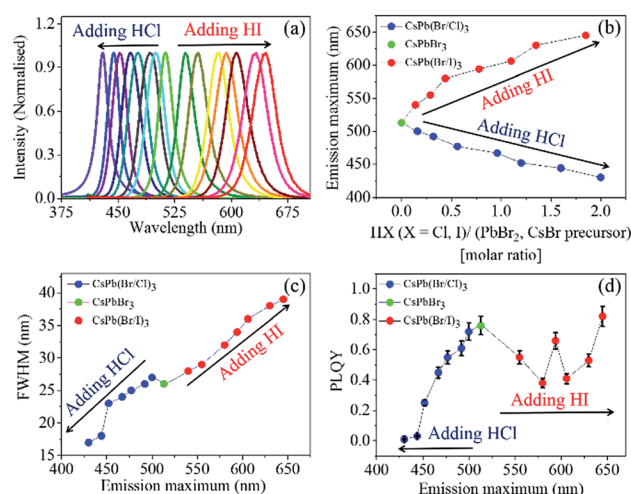 (a)
Adding HCl Adding HI
Intensity (Normalised)
1.0
0.9
0.6
0.3
0.0
375 450 525 600 675
Wavelength (nm)
(b)
CsPb(Br/Cl)3
CsPbBr3
CsPb(Br/I)3
Adding HI
Adding HCl
Emission maximum (nm)
650
600
550
500
450
400
0.0 0.5 1.0 1.5 2.0
HX (X = Cl, I)/ (PbBr2, CsBr precursor)
[molar ratio]
(c)
CsPb(Br/Cl)3
CsPbBr3
CsPb(Br/I)3
Adding HCl
Adding HI
FWHM (nm)
40
35
30
25
20
15
400 450 500 550 600 650
Emission maximum (nm)
(d)
CsPb(Br/Cl)3
CsPbBr3
CsPb(Br/I)3
Adding HI
Adding HCl
PLQY
1.0
0.8
0.6
0.4
0.2
0.0
400 450 500 550 600 650
Emission maximum (nm)